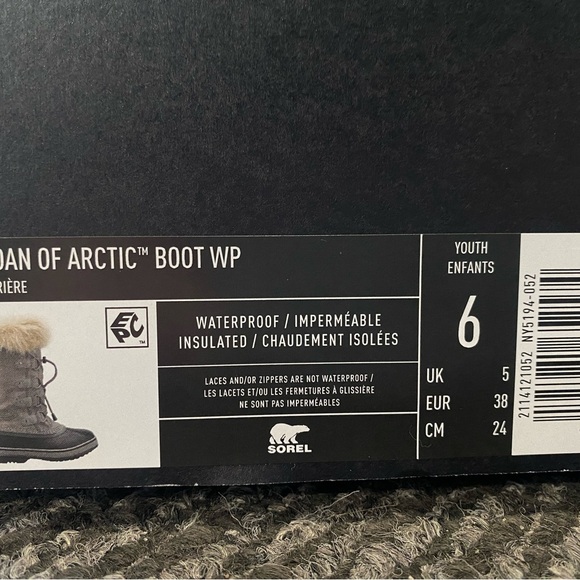 OAN OF ARCTIC™ BOOT WP
RIÈRE
EPC™
WATERPROOF / IMPERMÉABLE
INSULATED / CHAUDEMENT ISOLÉES
LACES AND/OR ZIPPERS ARE NOT WATERPROOF /
LES LACETS ET/OU LES FERMETURES À GLISSIÈRE
NE SONT PAS IMPERMÉABLES
SOREL
YOUTH
ENFANTS
6
UK 5
EUR 38
CM 24
2114121052 NY5194-052